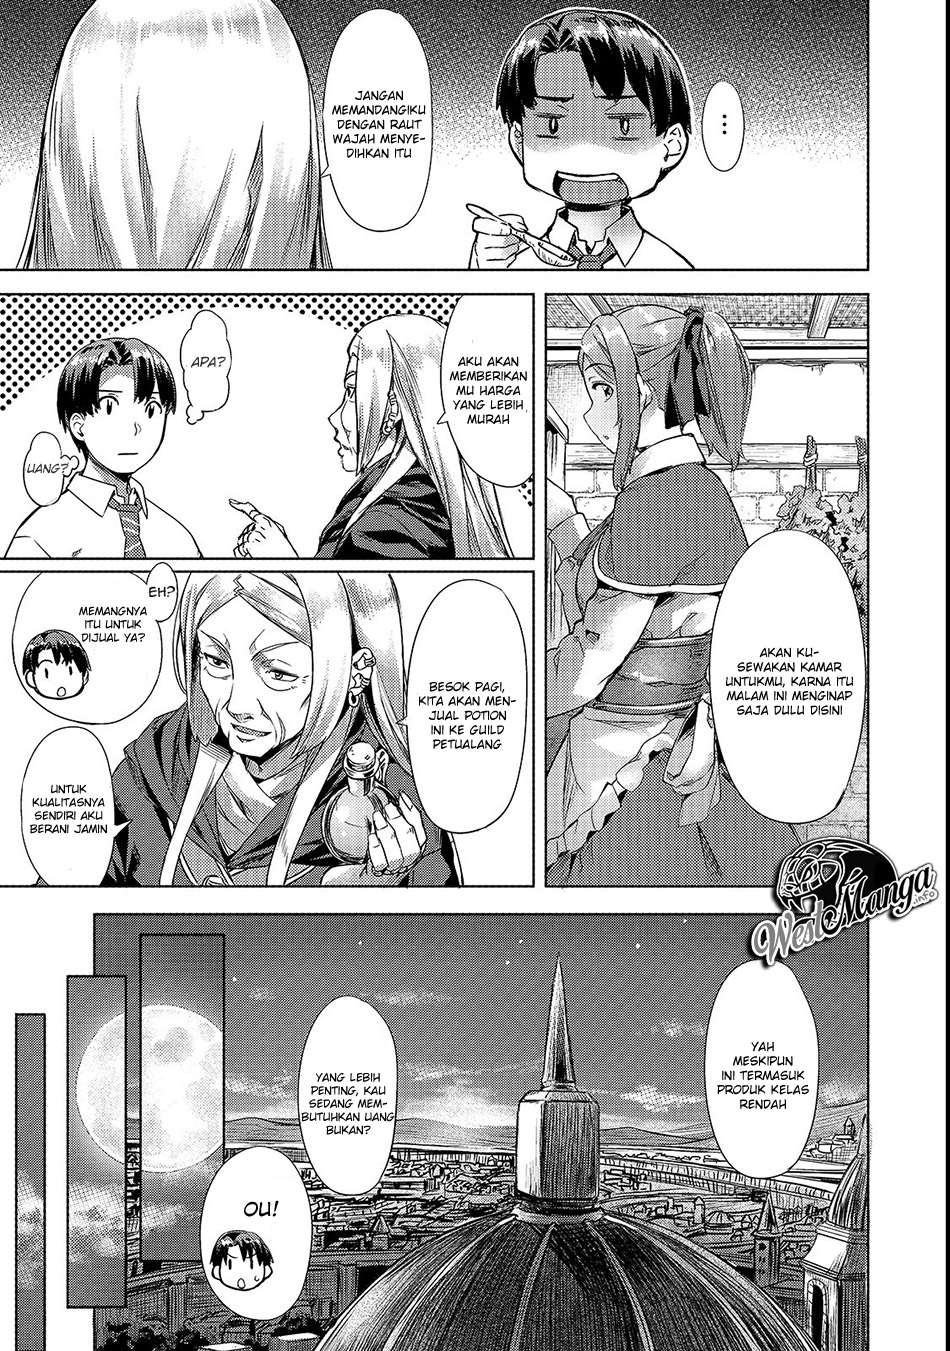 ...
JANGAN
MEMANDANGIKU
DENGAN RAUT
WAJAH MENYE-
DIHKAN ITU
AKAN KU-
SEWAKAN KAMAR
UNTUKMU, KARNA ITU
MALAM INI MENGINAP
SAJA DULU DISINI
AKU AKAN
MEMBERIKAN
MU HARGA
YANG LEBIH
MURAH
APA?
UANG?
BESOK PAGI,
KITA AKAN MEN-
JUAL POTION
INI KE GUILD
PETUALANG
EH?
MEMANGNYA
ITU UNTUK
DIJUAL YA?
UNTUK
KUALITASNYA
SENDIRI AKU
BERANI JAMIN
WestManga
.info
YAH
MESKIPUN
INI TERMASUK
PRODUK KELAS
RENDAH
YANG LEBIH
PENTING, KAU
SEDANG MEM-
BUTUHKAN UANG
BUKAN?
OU!